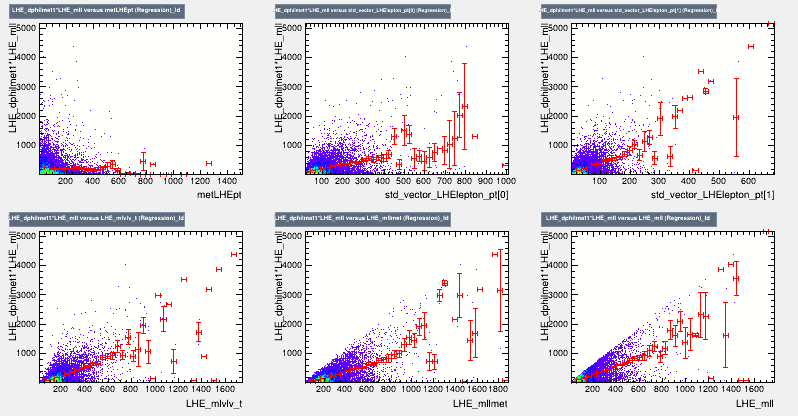 LHE_dphilmet1*LHE_mll versus metLHEpt (Regression)_ld
LHE_dphilmet1*LHE_mll versus std_vector_LHElepton_pt[0] (Regression)_
LHE_dphilmet1*LHE_mll versus std_vector_LHElepton_pt[1] (Regression)_
LHE_dphilmet1*LHE_mll
5000
4000
3000
2000
1000
200 400 600 800 1000 1200 1400
metLHEpt
LHE_dphilmet1*LHE_mll
5000
4000
3000
2000
1000
100 200 300 400 500 600 700 800 900 1000
std_vector_LHElepton_pt[0]
LHE_dphilmet1*LHE_mll
5000
4000
3000
2000
1000
100 200 300 400 500 600
std_vector_LHElepton_pt[1]
LHE_dphilmet1*LHE_mll versus LHE_mlvlv_t (Regression)_ld
LHE_dphilmet1*LHE_mll versus LHE_mllmet (Regression)_ld
LHE_dphilmet1*LHE_mll versus LHE_mll (Regression)_ld
LHE_dphilmet1*LHE_mll
5000
4000
3000
2000
1000
200 400 600 800 1000 1200 1400 1600
LHE_mlvlv_t
LHE_dphilmet1*LHE_mll
5000
4000
3000
2000
1000
200 400 600 800 1000 1200 1400 1600 1800
LHE_mllmet
LHE_dphilmet1*LHE_mll
5000
4000
3000
2000
1000
200 400 600 800 1000 1200 1400 1600
LHE_mll